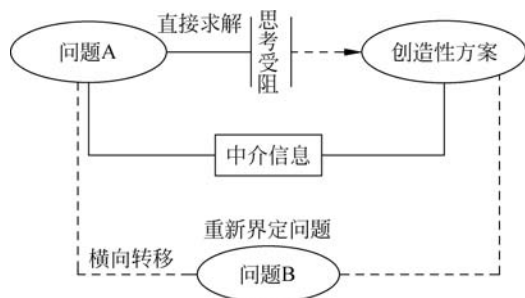 直接求解
问题A
思考受阻
创造性方案
中介信息
重新界定问题
横向转移
问题B